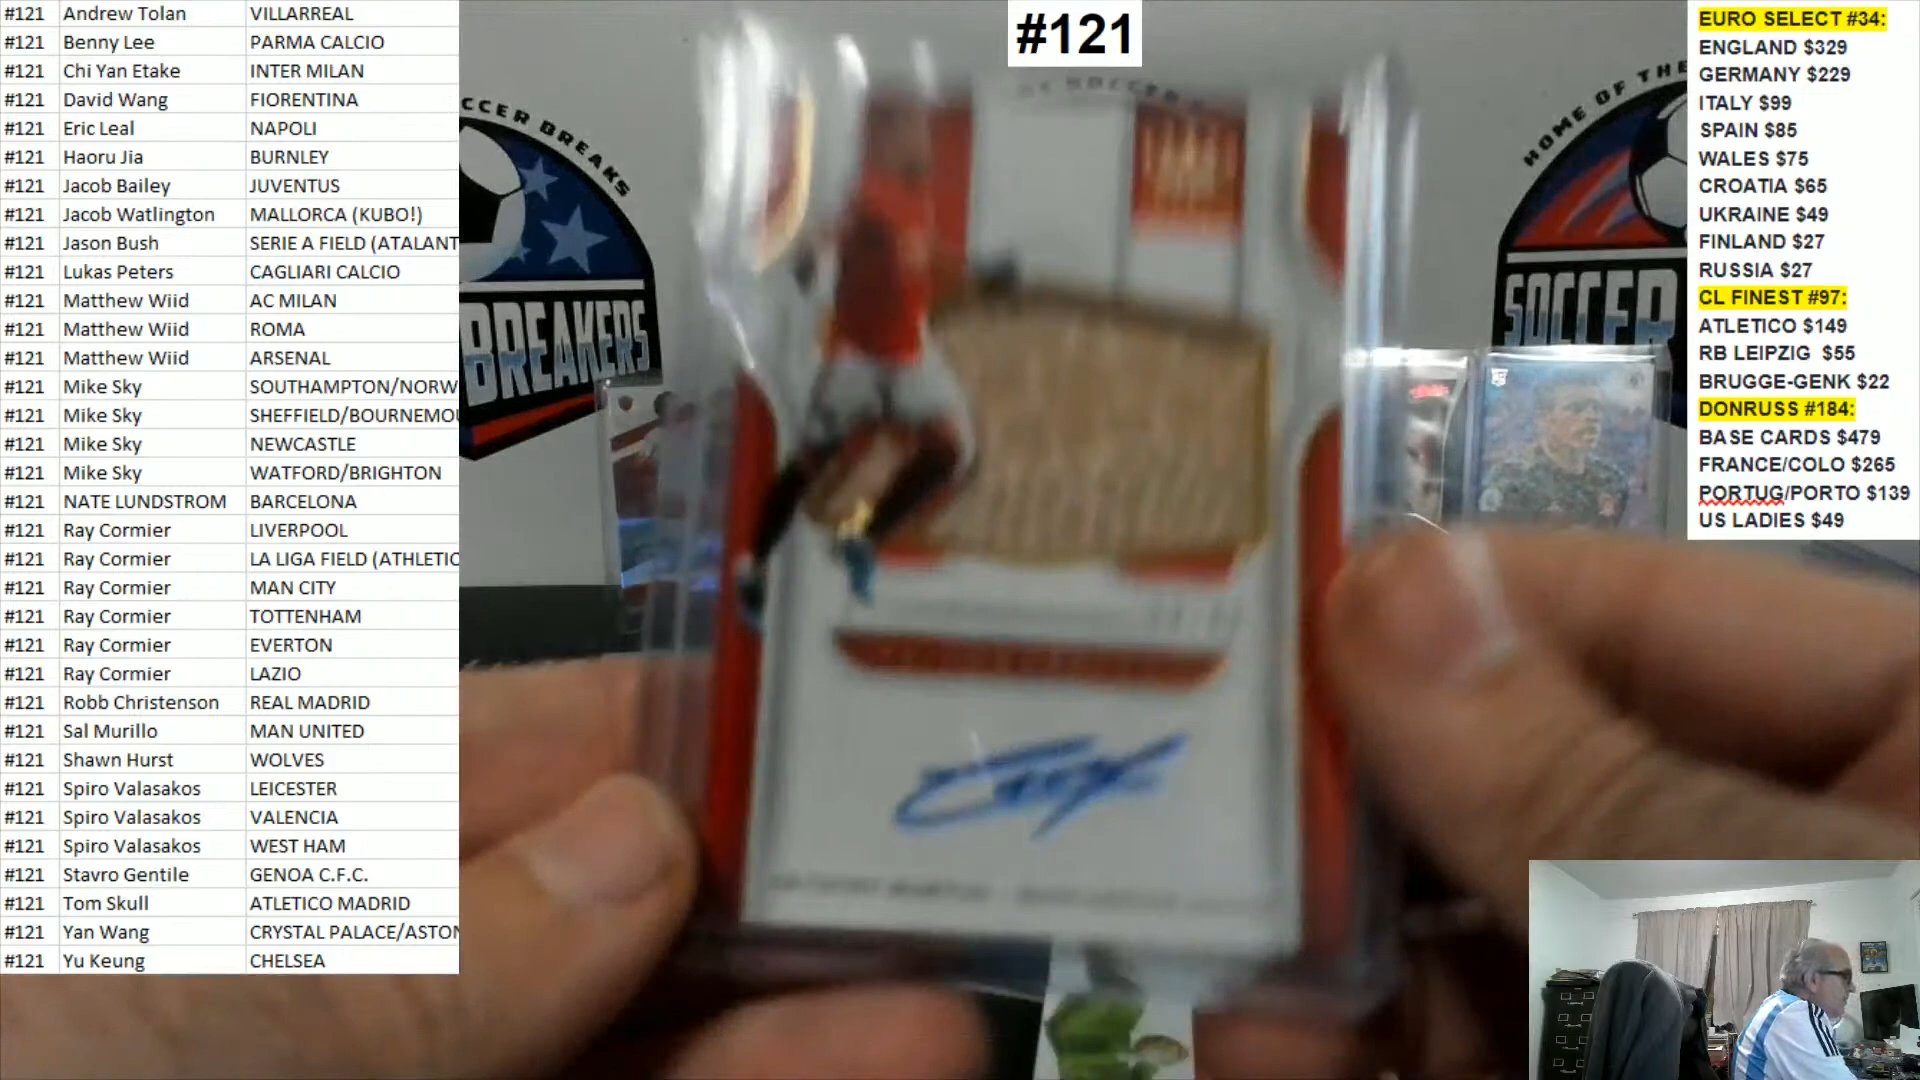 #121 Andrew Tolan VILLARREAL
#121 Benny Lee PARMA CALCIO
#121 Chi Yan Etake INTER MILAN
#121 David Wang FIORENTINA
#121 Eric Leal NAPOLI
#121 Haoru Jia BURNLEY
#121 Jacob Bailey JUVENTUS
#121 Jacob Watlington MALLORCA (KUBO!)
#121 Jason Bush SERIE A FIELD (ATALANT
#121 Lukas Peters CAGLIARI CALCIO
#121 Matthew Wiid AC MILAN
#121 Matthew Wiid ROMA
#121 Matthew Wiid ARSENAL
#121 Mike Sky SOUTHAMPTON/NORW
#121 Mike Sky SHEFFIELD/BOURNEMOU
#121 Mike Sky NEWCASTLE
#121 Mike Sky WATFORD/BRIGHTON
#121 NATE LUNDSTROM BARCELONA
#121 Ray Cormier LIVERPOOL
#121 Ray Cormier LA LIGA FIELD (ATHLETIC
#121 Ray Cormier MAN CITY
#121 Ray Cormier TOTTENHAM
#121 Ray Cormier EVERTON
#121 Ray Cormier LAZIO
#121 Robb Christenson REAL MADRID
#121 Sal Murillo MAN UNITED
#121 Shawn Hurst WOLVES
#121 Spiro Valasakos LEICESTER
#121 Spiro Valasakos VALENCIA
#121 Spiro Valasakos WEST HAM
#121 Stavro Gentile GENOA C.F.C.
#121 Tom Skull ATLETICO MADRID
#121 Yan Wang CRYSTAL PALACE/ASTON
#121 Yu Keung CHELSEA
CCER BREAKS
BREAKERS
#121
HOME OF THE
SOCCER
EURO SELECT #34:
ENGLAND $329
GERMANY $229
ITALY $99
SPAIN $85
WALES $75
CROATIA $65
UKRAINE $49
FINLAND $27
RUSSIA $27
CL FINEST #97:
ATLETICO $149
RB LEIPZIG $55
BRUGGE-GENK $22
DONRUSS #184:
BASE CARDS $479
FRANCE/COLO $265
PORTUG/PORTO $139
US LADIES $49